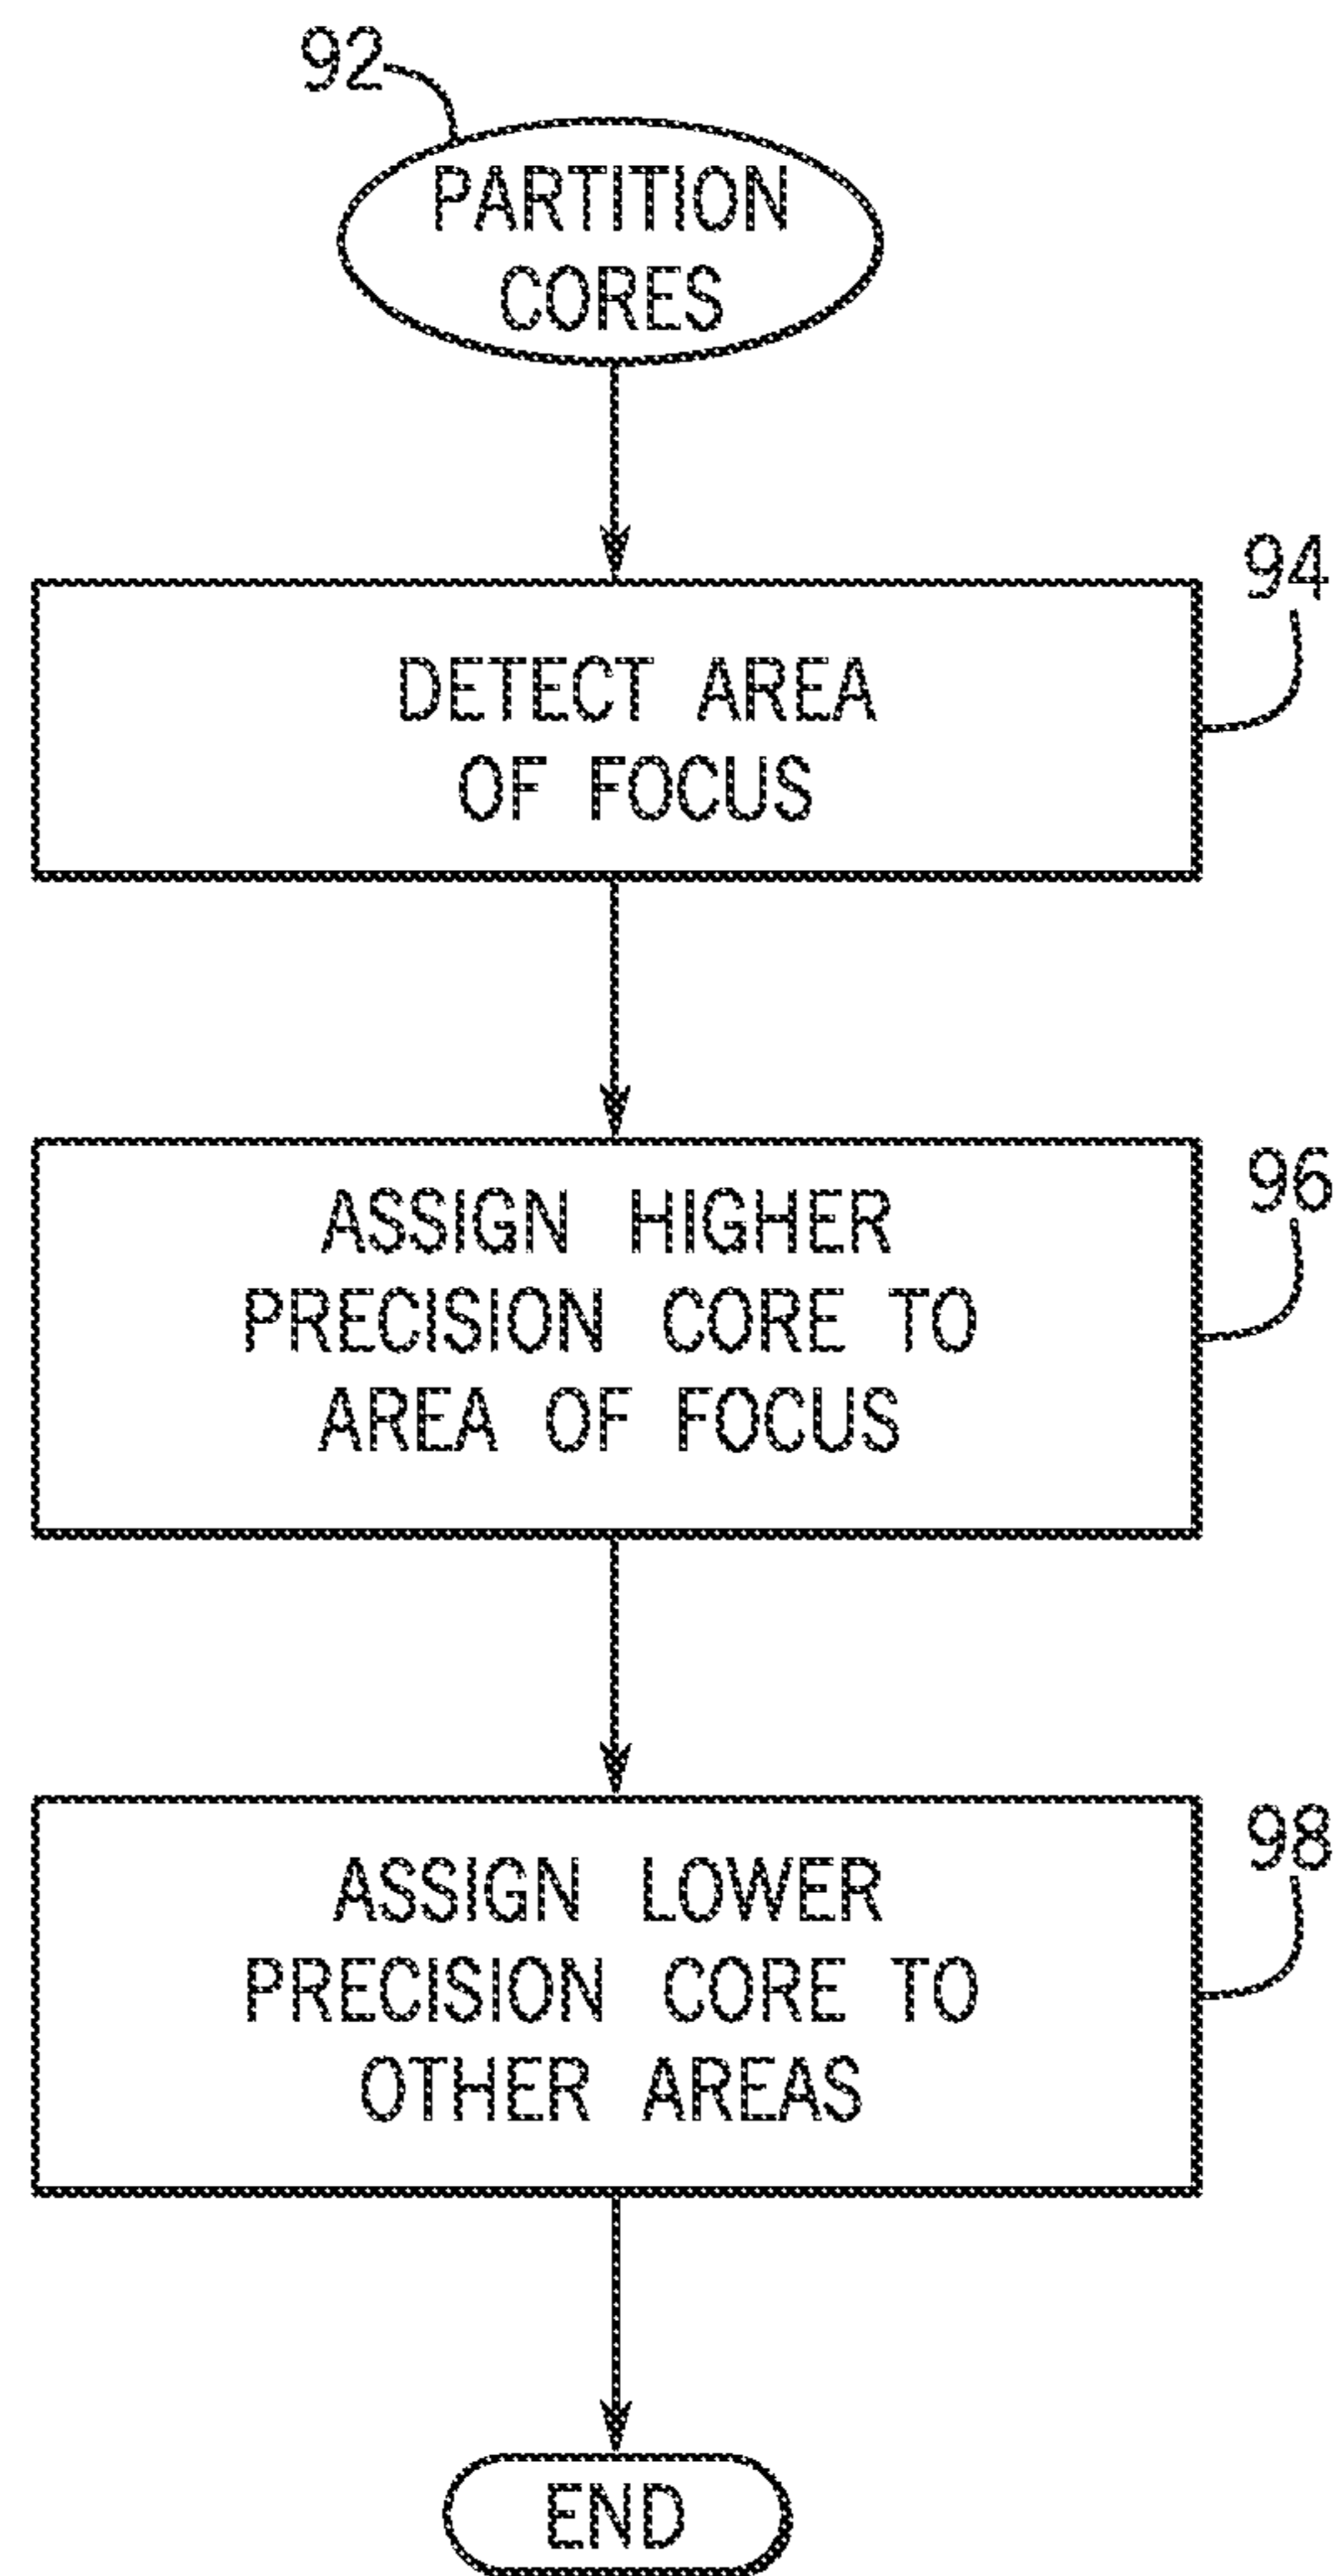 92
PARTITION
CORES
94
DETECT AREA
OF FOCUS
96
ASSIGN HIGHER
PRECISION CORE TO
AREA OF FOCUS
98
ASSIGN LOWER
PRECISION CORE TO
OTHER AREAS
END